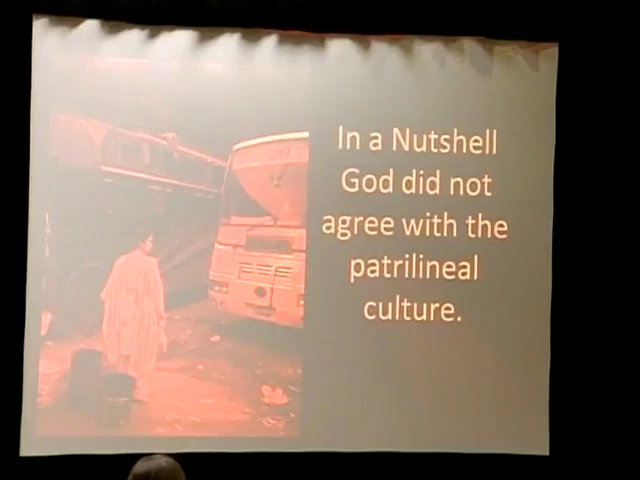 In a Nutshell
God did not
agree with the
patrilineal
culture.